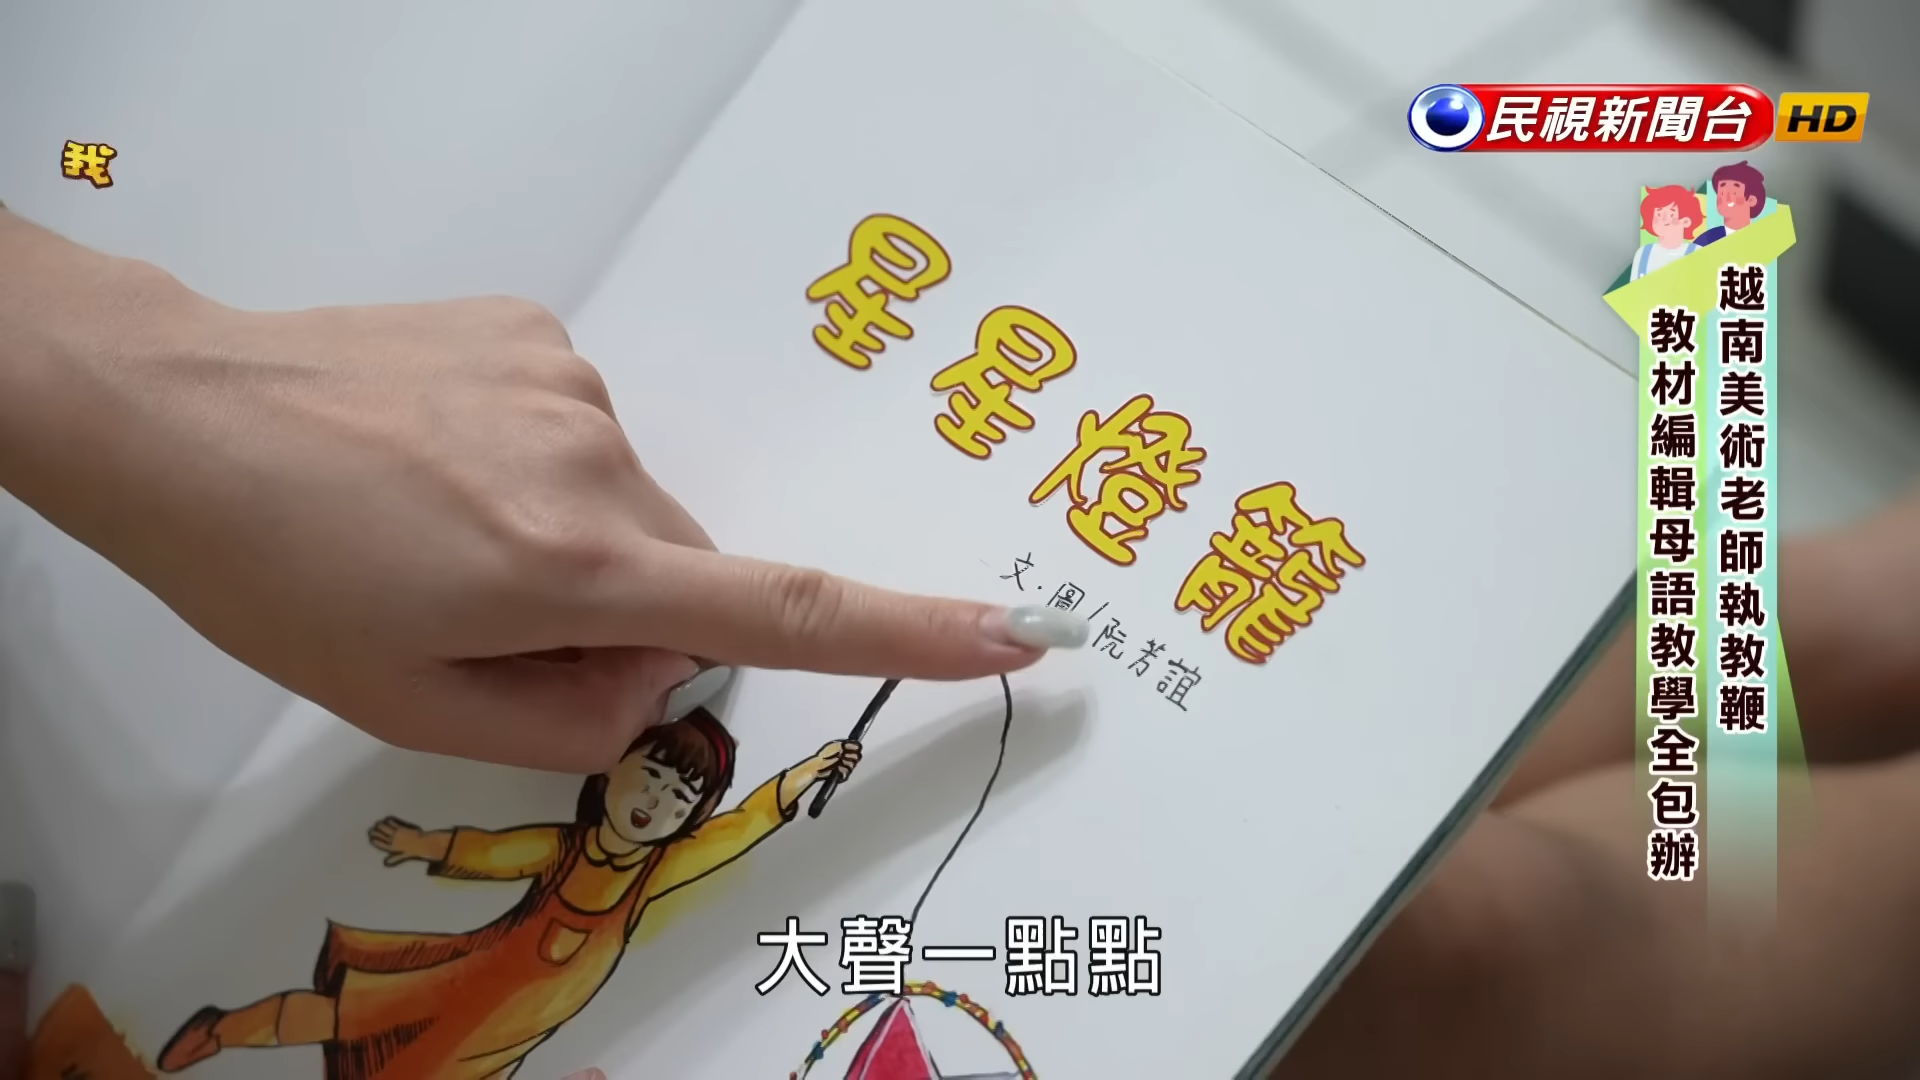 民視新聞台 HD
我
越南美術老師執教鞭
教材編輯母語教學全包辦
星星燈籠
文.圖/阮芳誼
大聲一點點